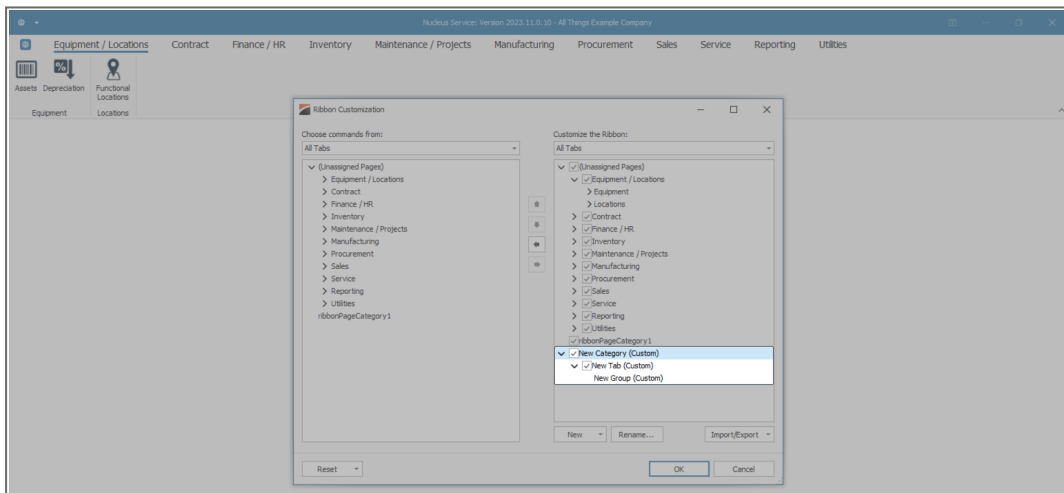 Nucleus Service: Version 2023.11.0.10 - All Things Example Company
Equipment / Locations Contract Finance / HR Inventory Maintenance / Projects Manufacturing Procurement Sales Service Reporting Utilities
Assets Depreciation Functional Locations
Equipment Locations
Ribbon Customization
Choose commands from:
All Tabs
(Unassigned Pages)
Equipment / Locations
Contract
Finance / HR
Inventory
Maintenance / Projects
Manufacturing
Procurement
Sales
Service
Reporting
Utilities
ribbonPageCategory1
Customize the Ribbon:
All Tabs
(Unassigned Pages)
Equipment / Locations
Equipment
Locations
Contract
Finance / HR
Inventory
Maintenance / Projects
Manufacturing
Procurement
Sales
Service
Reporting
Utilities
ribbonPageCategory1
New Category (Custom)
New Tab (Custom)
New Group (Custom)
New Rename... Import/Export
Reset OK Cancel